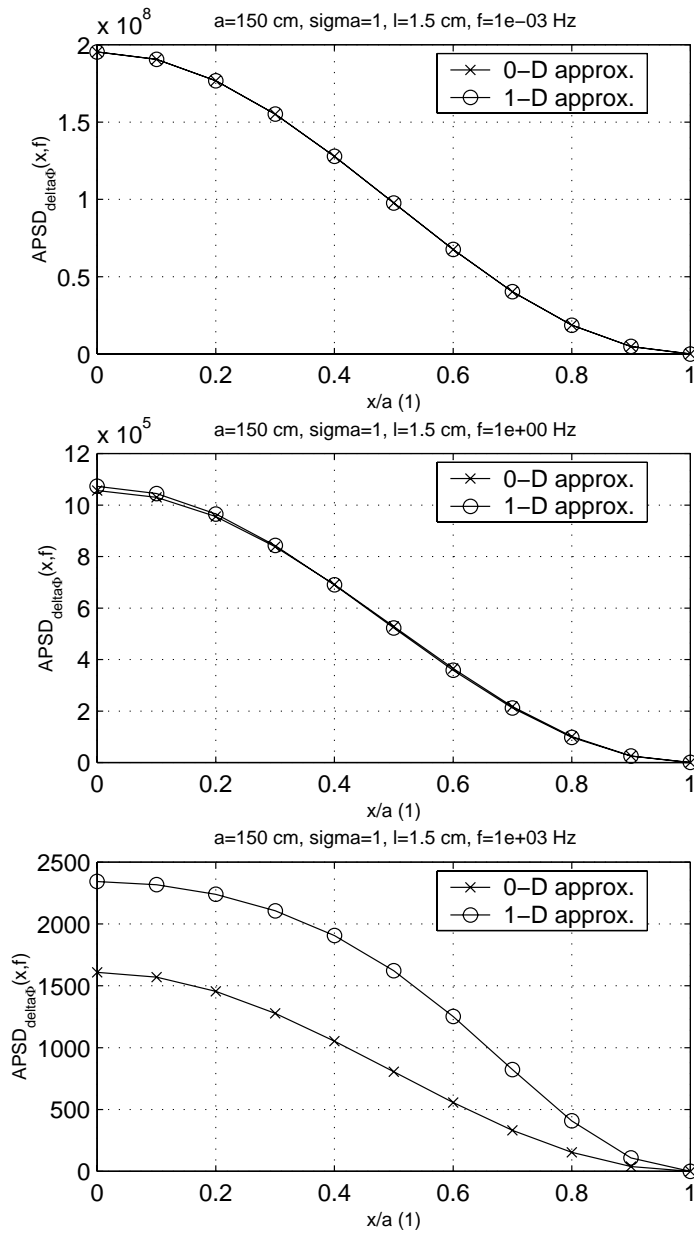 a=150 cm, sigma=1, l=1.5 cm, f=1e−03 Hz
x 10^8
2
1.5
1
0.5
0
APSD_deltaΦ(x,f)
0−D approx.
1−D approx.
0 0.2 0.4 0.6 0.8 1
x/a (1)
a=150 cm, sigma=1, l=1.5 cm, f=1e+00 Hz
x 10^5
12
10
8
6
4
2
0
APSD_deltaΦ(x,f)
0−D approx.
1−D approx.
0 0.2 0.4 0.6 0.8 1
x/a (1)
a=150 cm, sigma=1, l=1.5 cm, f=1e+03 Hz
2500
2000
1500
1000
500
0
APSD_deltaΦ(x,f)
0−D approx.
1−D approx.
0 0.2 0.4 0.6 0.8 1
x/a (1)